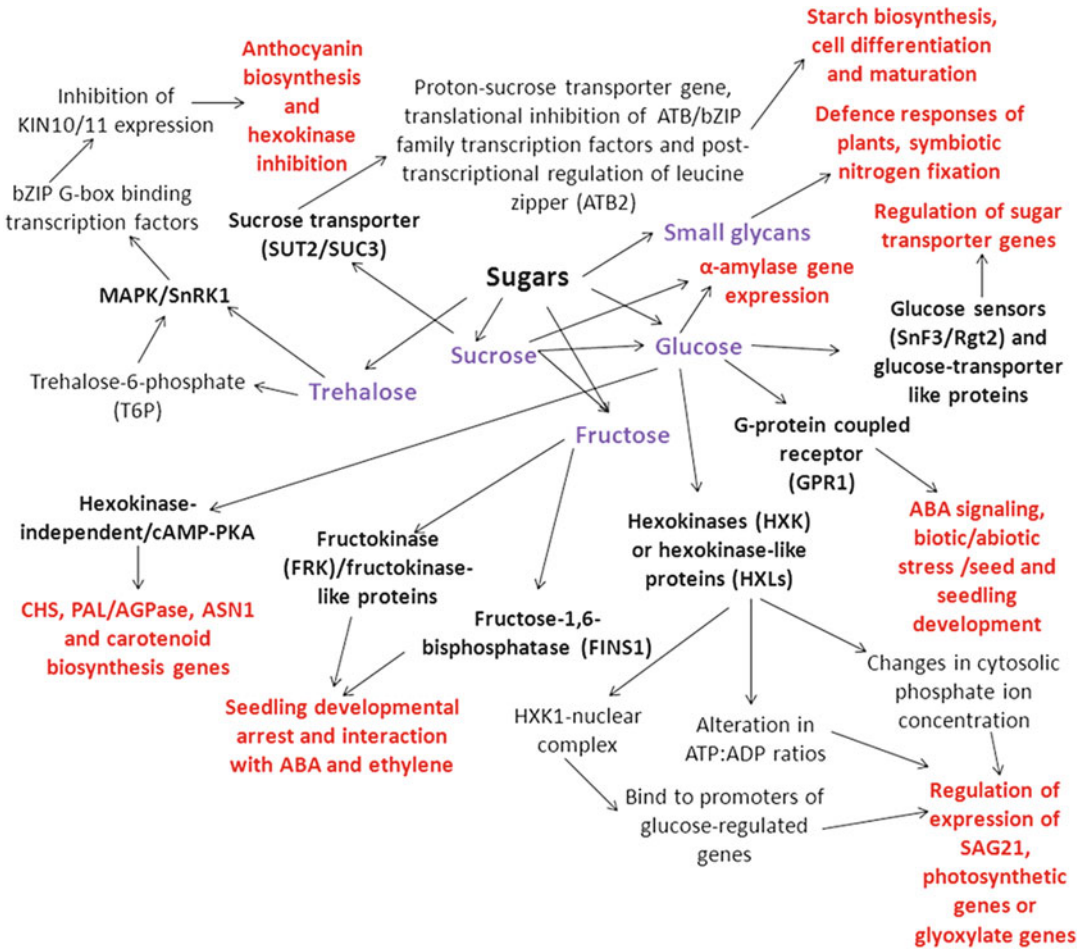 Starch biosynthesis,
cell differentiation
and maturation
Anthocyanin
biosynthesis
and
hexokinase
inhibition
Inhibition of
KIN10/11 expression
Proton-sucrose transporter gene,
translational inhibition of ATB/bZIP
family transcription factors and post-
transcriptional regulation of leucine
zipper (ATB2)
Defence responses of
plants, symbiotic
nitrogen fixation
bZIP G-box binding
transcription factors
Sucrose transporter
(SUT2/SUC3)
Small glycans
Regulation of sugar
transporter genes
Sugars
α-amylase gene
expression
MAPK/SnRK1
Glucose sensors
(SnF3/Rgt2) and
glucose-transporter
like proteins
Sucrose
Glucose
Trehalose-6-phosphate
(T6P)
Trehalose
Fructose
G-protein coupled
receptor
(GPR1)
Hexokinase-
independent/cAMP-PKA
Fructokinase
(FRK)/fructokinase-
like proteins
Hexokinases (HXK)
or hexokinase-like
proteins (HXLs)
ABA signaling,
biotic/abiotic
stress /seed and
seedling
development
CHS, PAL/AGPase, ASN1
and carotenoid
biosynthesis genes
Fructose-1,6-
bisphosphatase (FINS1)
Changes in cytosolic
phosphate ion
concentration
Seedling developmental
arrest and interaction
with ABA and ethylene
HXK1-nuclear
complex
Alteration in
ATP:ADP ratios
Bind to promoters of
glucose-regulated
genes
Regulation of
expression of
SAG21,
photosynthetic
genes or
glyoxylate genes